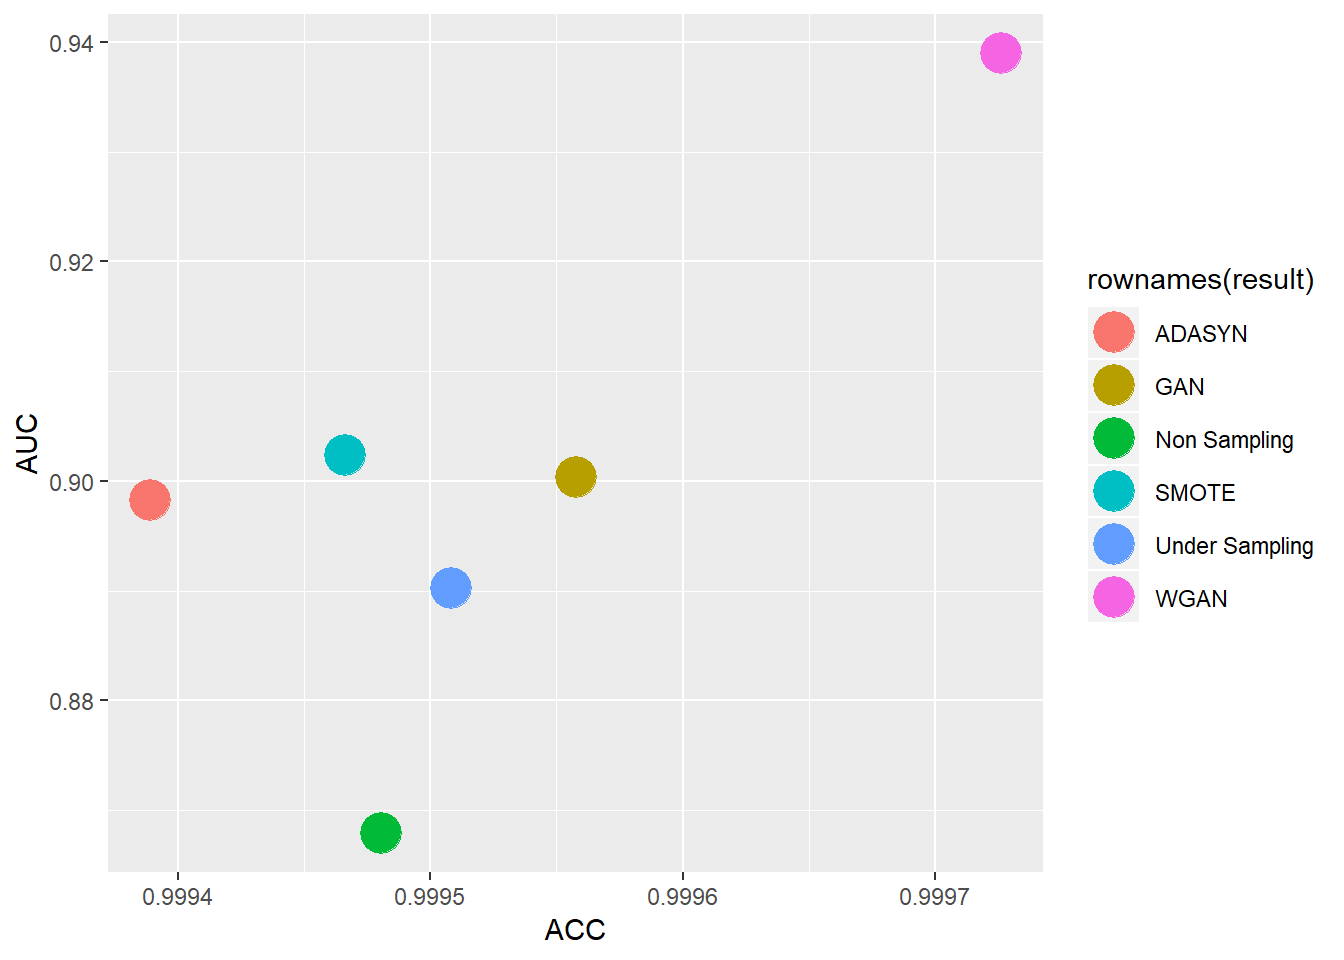 0.94
0.92
0.90
0.88
AUC
0.9994 0.9995 0.9996 0.9997
ACC
rownames(result)
ADASYN
GAN
Non Sampling
SMOTE
Under Sampling
WGAN